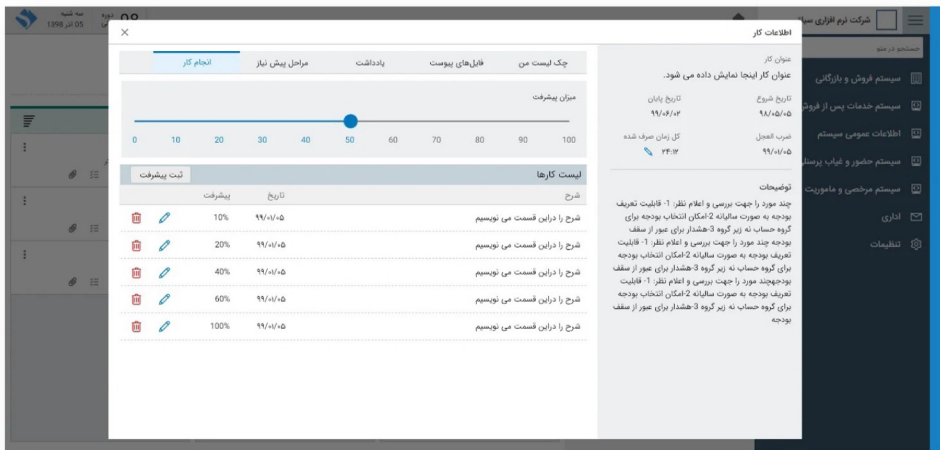 شرکت نرم افزاری
سه شنبه
05 آذر 1398
دوره
جستجو در منو
سیستم فروش و بازرگانی
سیستم خدمات پس از فروش
اطلاعات عمومی سیستم
سیستم حضور و غیاب
سیستم مرخصی و ماموریت
اداری
تنظیمات
اطلاعات کار
عنوان کار
عنوان کار اینجا نمایش داده می شود.
تاریخ شروع تاریخ پایان
۹۸/۰۵/۰۵ ۹۹/۰۶/۰۲
ضرب العجل کل زمان صرف شده
۹۹/۰۱/۰۵ ۲۴:۱۲
توضیحات
چند مورد را جهت بررسی و اعلام نظر: 1- قابلیت تعریف
بودجه به صورت سالیانه 2-امکان انتخاب بودجه برای
گروه حساب نه زیر گروه 3-هشدار برای عبور از سقف
بودجه چند مورد را جهت بررسی و اعلام نظر: 1- قابلیت
تعریف بودجه به صورت سالیانه 2-امکان انتخاب بودجه
برای گروه حساب نه زیر گروه 3-هشدار برای عبور از سقف
بودجهچند مورد را جهت بررسی و اعلام نظر: 1- قابلیت
تعریف بودجه به صورت سالیانه 2-امکان انتخاب بودجه
برای گروه حساب نه زیر گروه 3-هشدار برای عبور از سقف
بودجه
چک لیست من فایل‌های پیوست یادداشت مراحل پیش نیاز انجام کار
میزان پیشرفت
0 10 20 30 40 50 60 70 80 90 100
لیست کارها ثبت پیشرفت
شرح تاریخ پیشرفت
شرح را دراین قسمت می نویسیم ۹۹/۰۱/۰۵ 10%
شرح را دراین قسمت می نویسیم ۹۹/۰۱/۰۵ 20%
شرح را دراین قسمت می نویسیم ۹۹/۰۱/۰۵ 40%
شرح را دراین قسمت می نویسیم ۹۹/۰۱/۰۵ 60%
شرح را دراین قسمت می نویسیم ۹۹/۰۱/۰۵ 100%